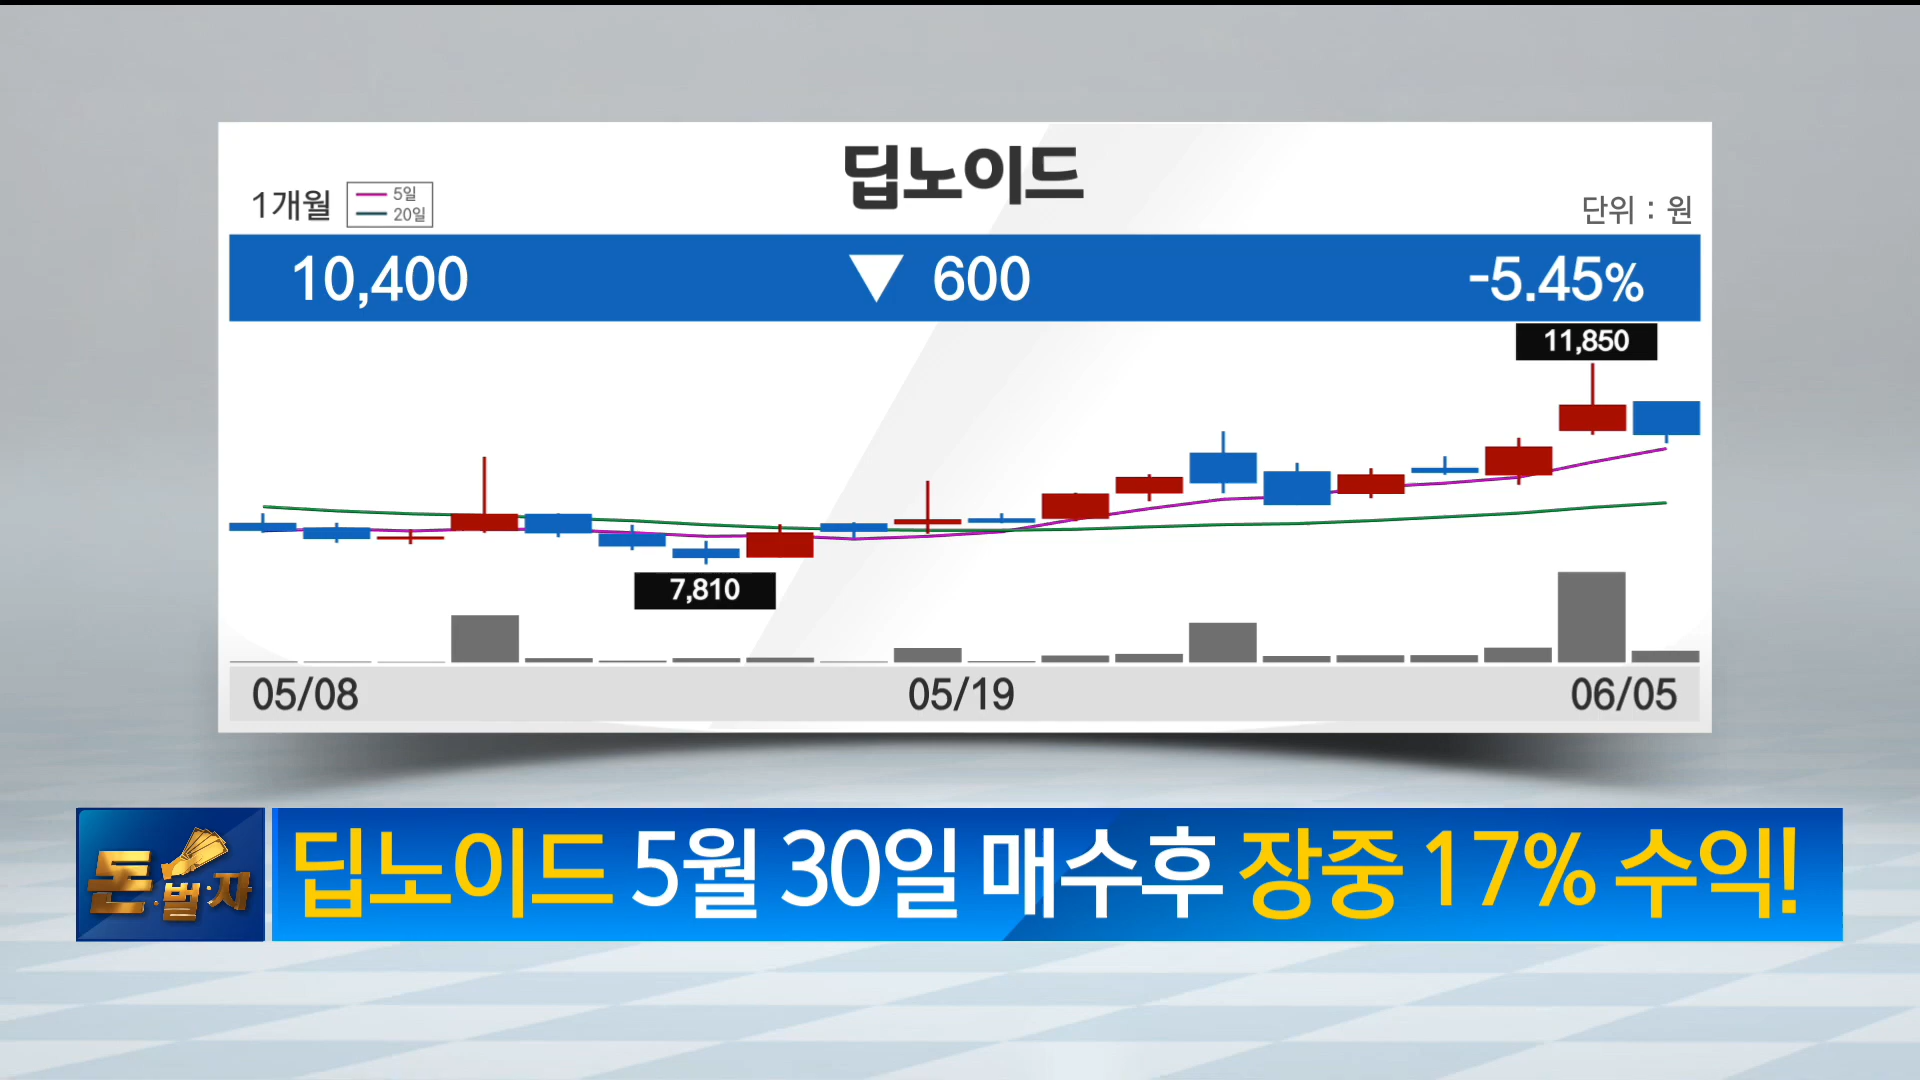 딥노이드
1개월
5일
20일
단위 : 원
10,400 ▼ 600 -5.45%
11,850
7,810
05/08 05/19 06/05
돈.벌.자
딥노이드 5월 30일 매수후 장중 17% 수익!